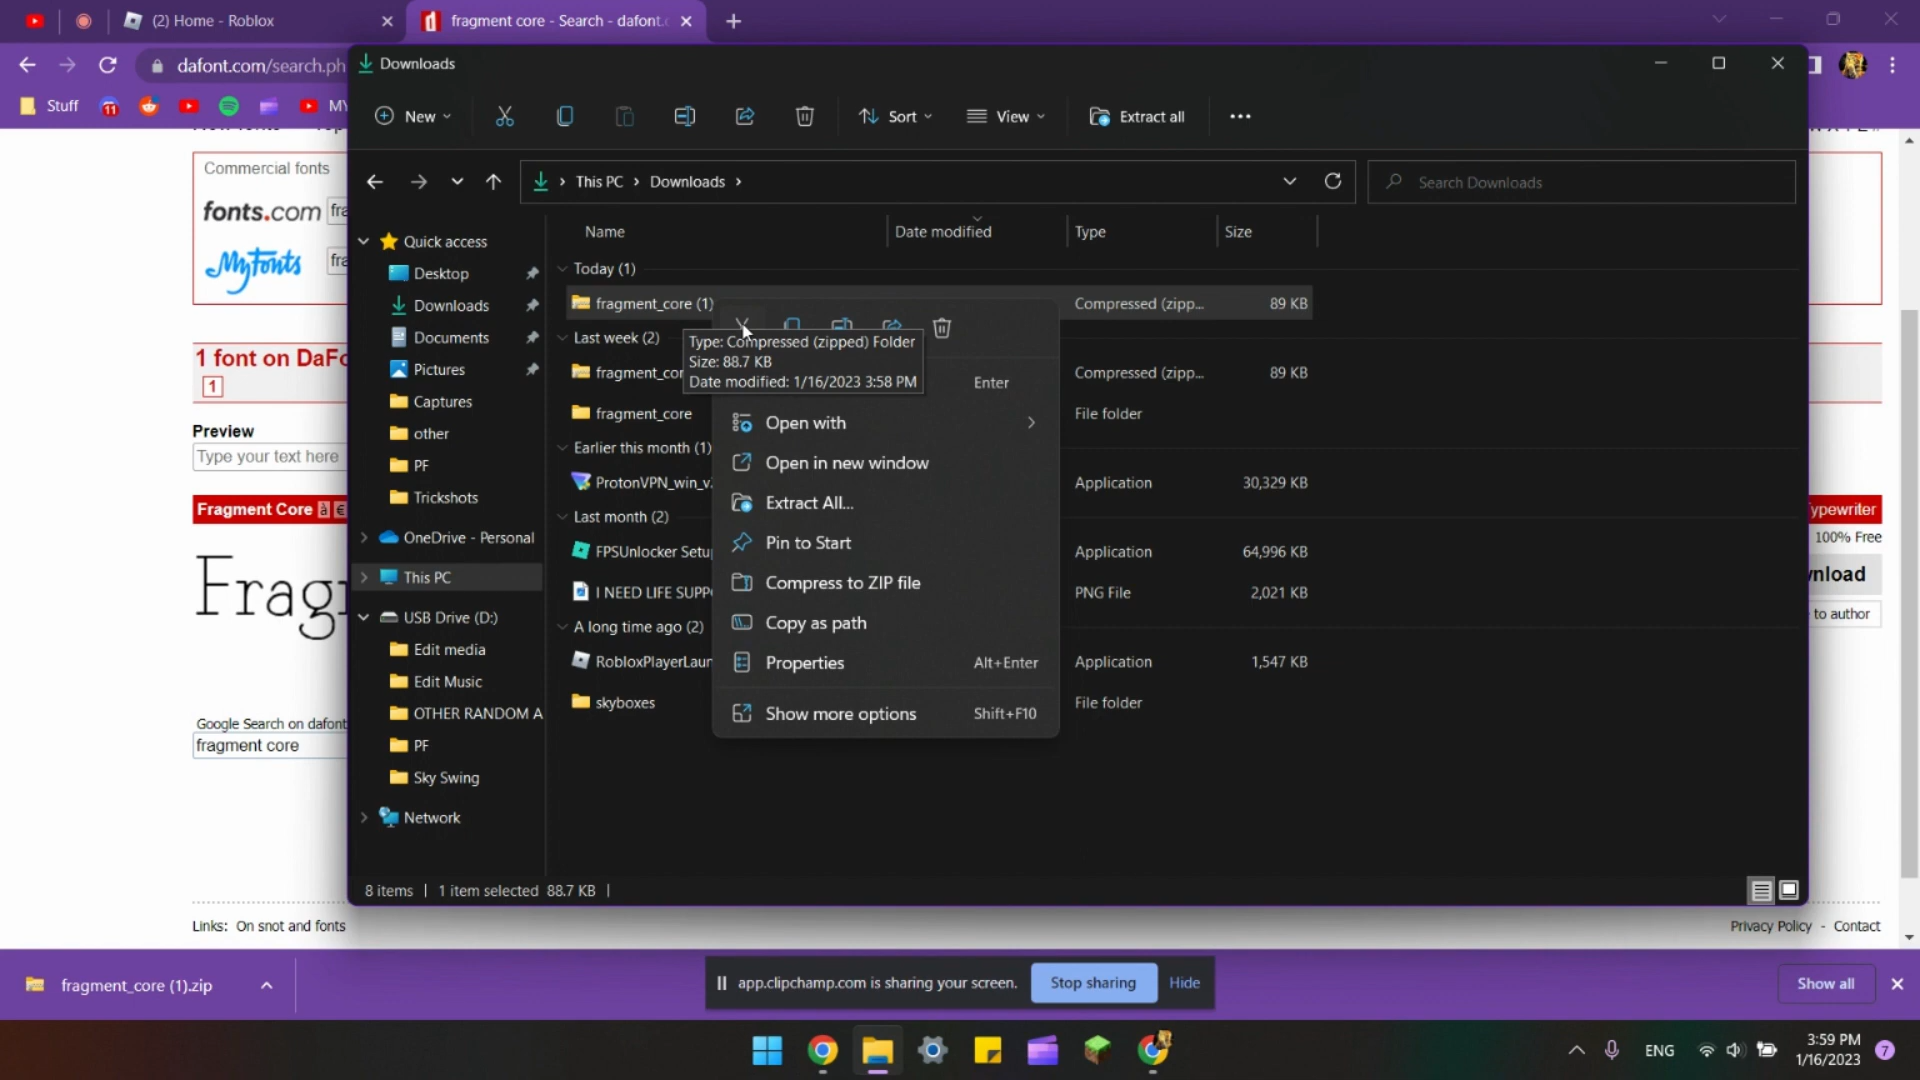 (2) Home - Roblox
fragment core - Search - dafont.c
dafont.com/search.ph
Stuff
11
Downloads
New
Sort
View
Extract all
This PC
Downloads
Search Downloads
Commercial fonts
fonts.com
fra
MyFonts
fra
1 font on DaFo
1
Preview
Type your text here
Fragment Core à €
Typewriter
100% Free
Fragr
nload
to author
Google Search on dafont
fragment core
Links: On snot and fonts
Privacy Policy - Contact
Quick access
Desktop
Downloads
Documents
Pictures
Captures
other
PF
Trickshots
OneDrive - Personal
This PC
USB Drive (D:)
Edit media
Edit Music
OTHER RANDOM A
PF
Sky Swing
Network
Name
Date modified
Type
Size
Today (1)
fragment_core (1)
Compressed (zipp...
89 KB
Last week (2)
fragment_cor
Compressed (zipp...
89 KB
fragment_core
File folder
Earlier this month (1)
ProtonVPN_win_v
Application
30,329 KB
Last month (2)
FPSUnlocker Setu
Application
64,996 KB
I NEED LIFE SUPP
PNG File
2,021 KB
A long time ago (2)
RobloxPlayerLaun
Application
1,547 KB
skyboxes
File folder
Type: Compressed (zipped) Folder
Size: 88.7 KB
Date modified: 1/16/2023 3:58 PM
Enter
Open with
Open in new window
Extract All...
Pin to Start
Compress to ZIP file
Copy as path
Properties
Alt+Enter
Show more options
Shift+F10
8 items
1 item selected 88.7 KB
fragment_core (1).zip
app.clipchamp.com is sharing your screen.
Stop sharing
Hide
Show all
ENG
3:59 PM
1/16/2023
7